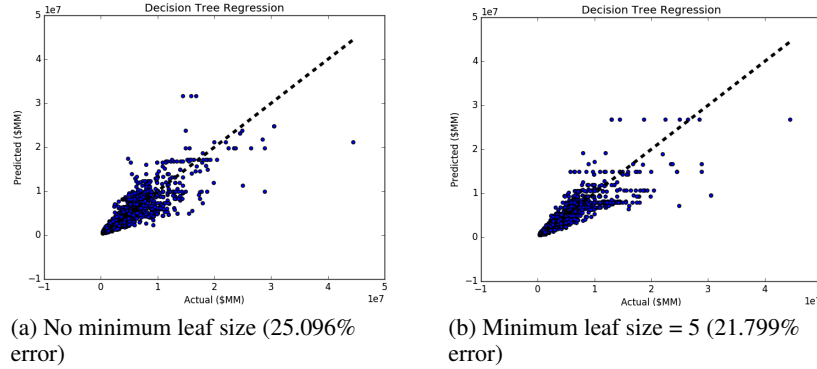 Decision Tree Regression
1e7
5
4
3
2
1
0
−1
Predicted ($MM)
−1 0 1 2 3 4 5
Actual ($MM)
1e7
(a) No minimum leaf size (25.096%
error)
Decision Tree Regression
1e7
5
4
3
2
1
0
−1
Predicted ($MM)
−1 0 1 2 3 4
Actual ($MM)
(b) Minimum leaf size = 5 (21.799%
error)